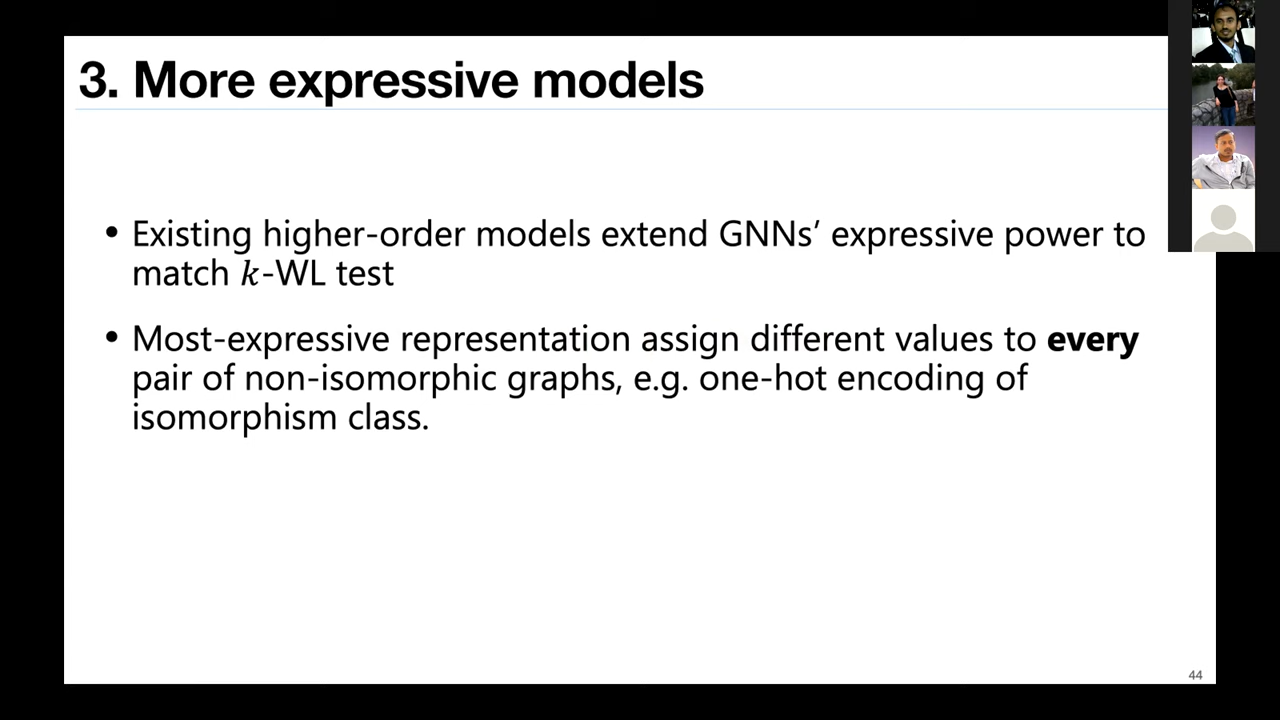 3. More expressive models
• Existing higher-order models extend GNNs’ expressive power to
match k-WL test
• Most-expressive representation assign different values to every
pair of non-isomorphic graphs, e.g. one-hot encoding of
isomorphism class.
44